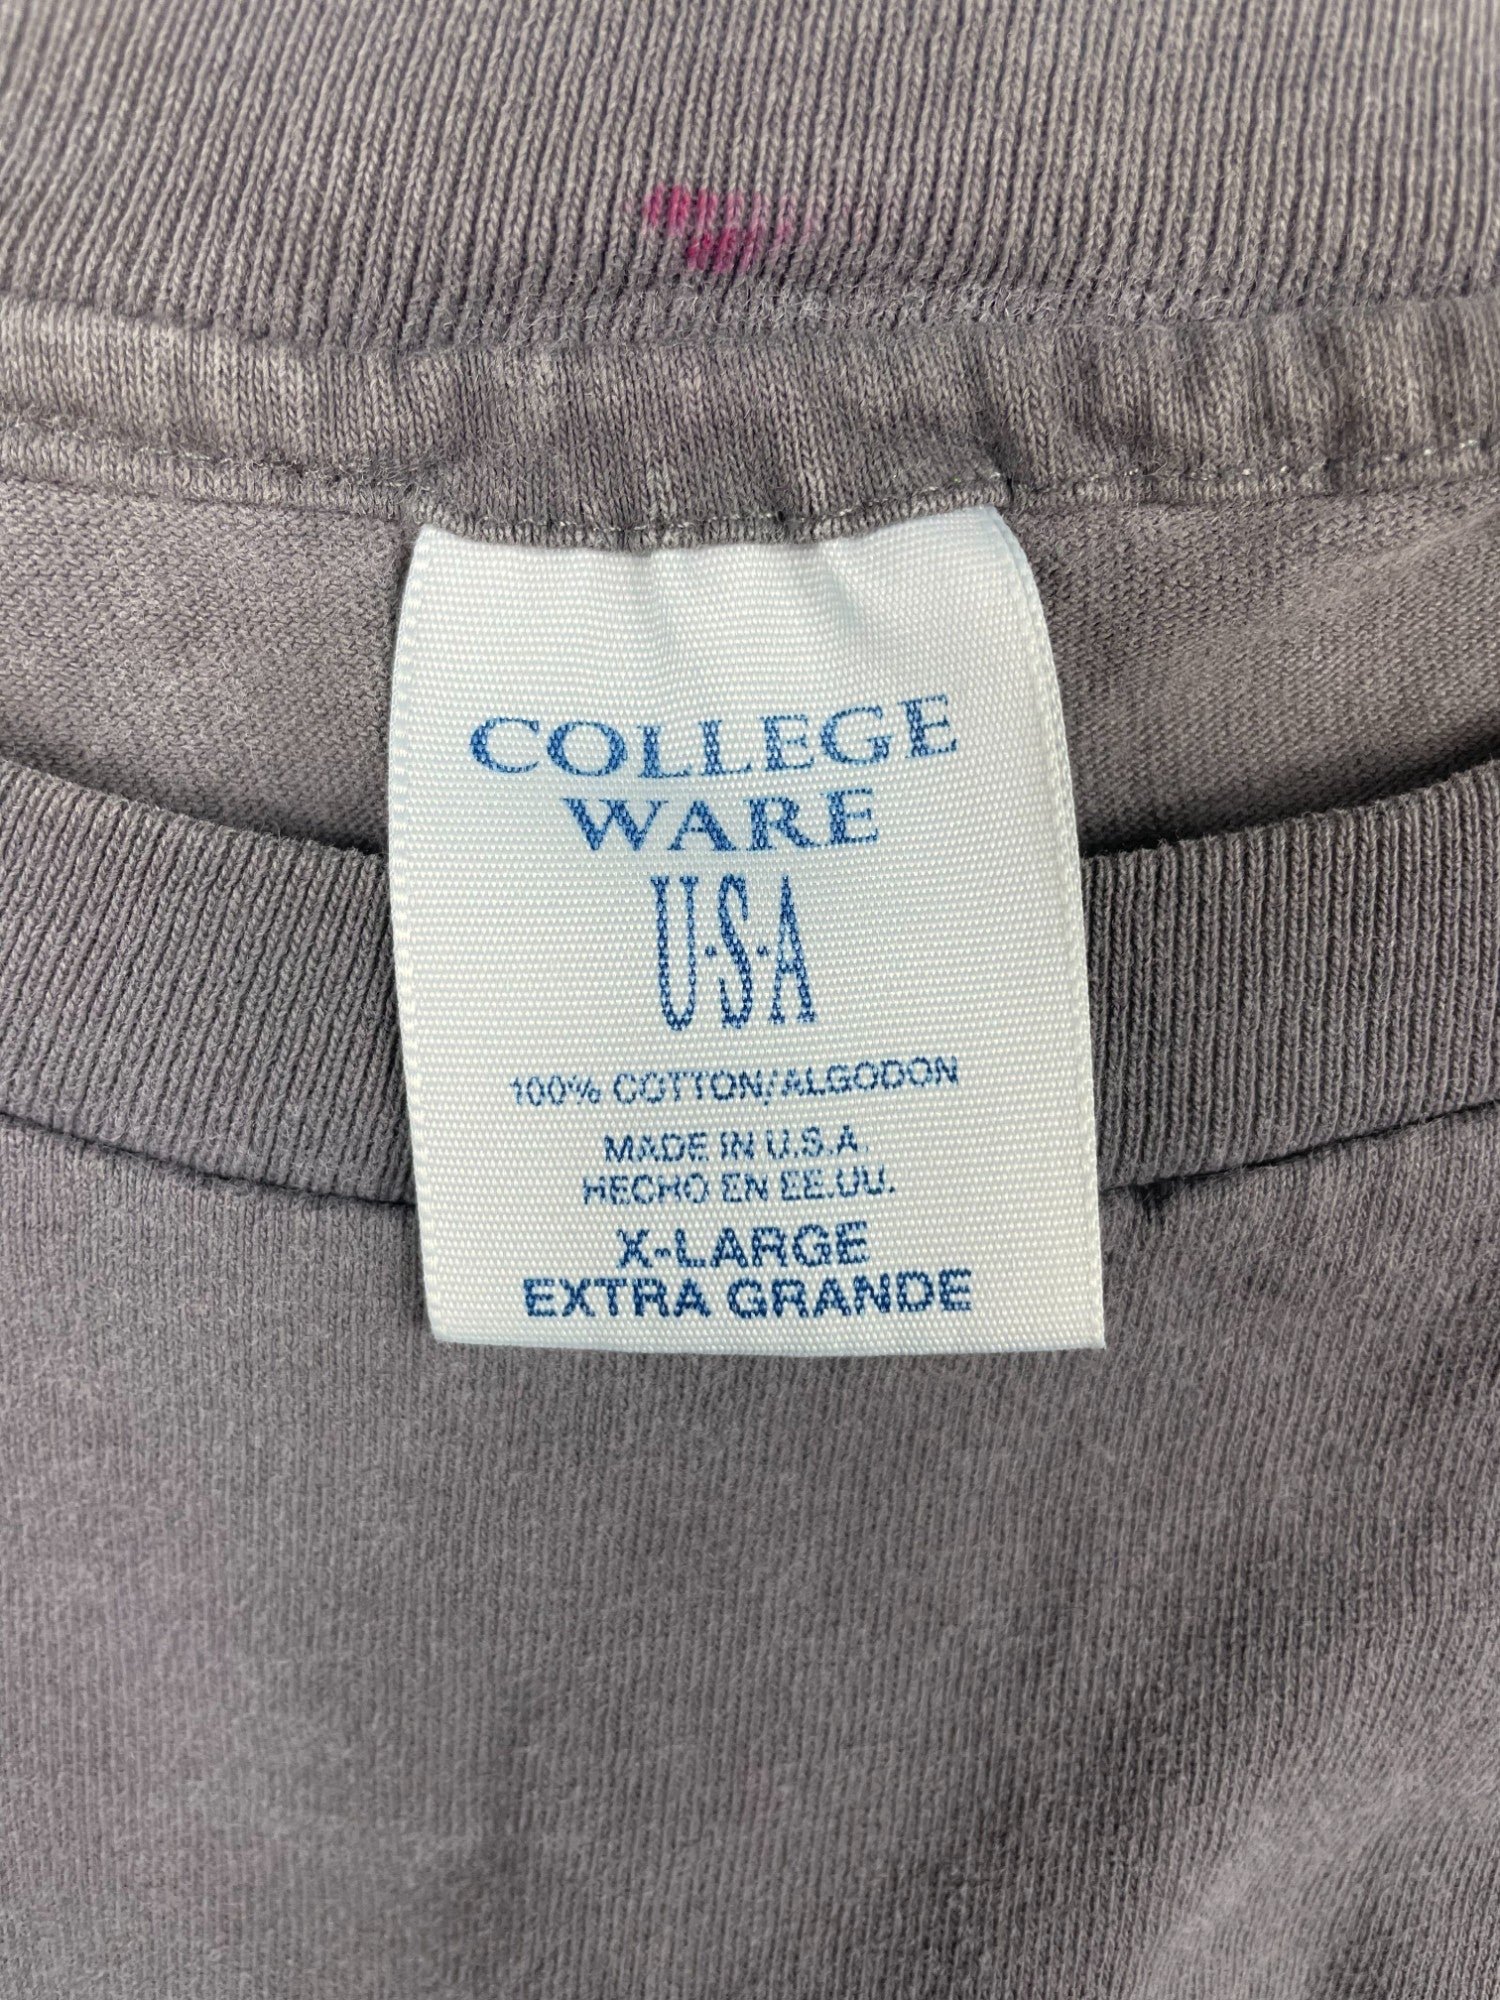 COLLEGE
WARE
U·S·A
100% COTTON/ALGODON
MADE IN U.S.A.
HECHO EN EE.UU.
X-LARGE
EXTRA GRANDE